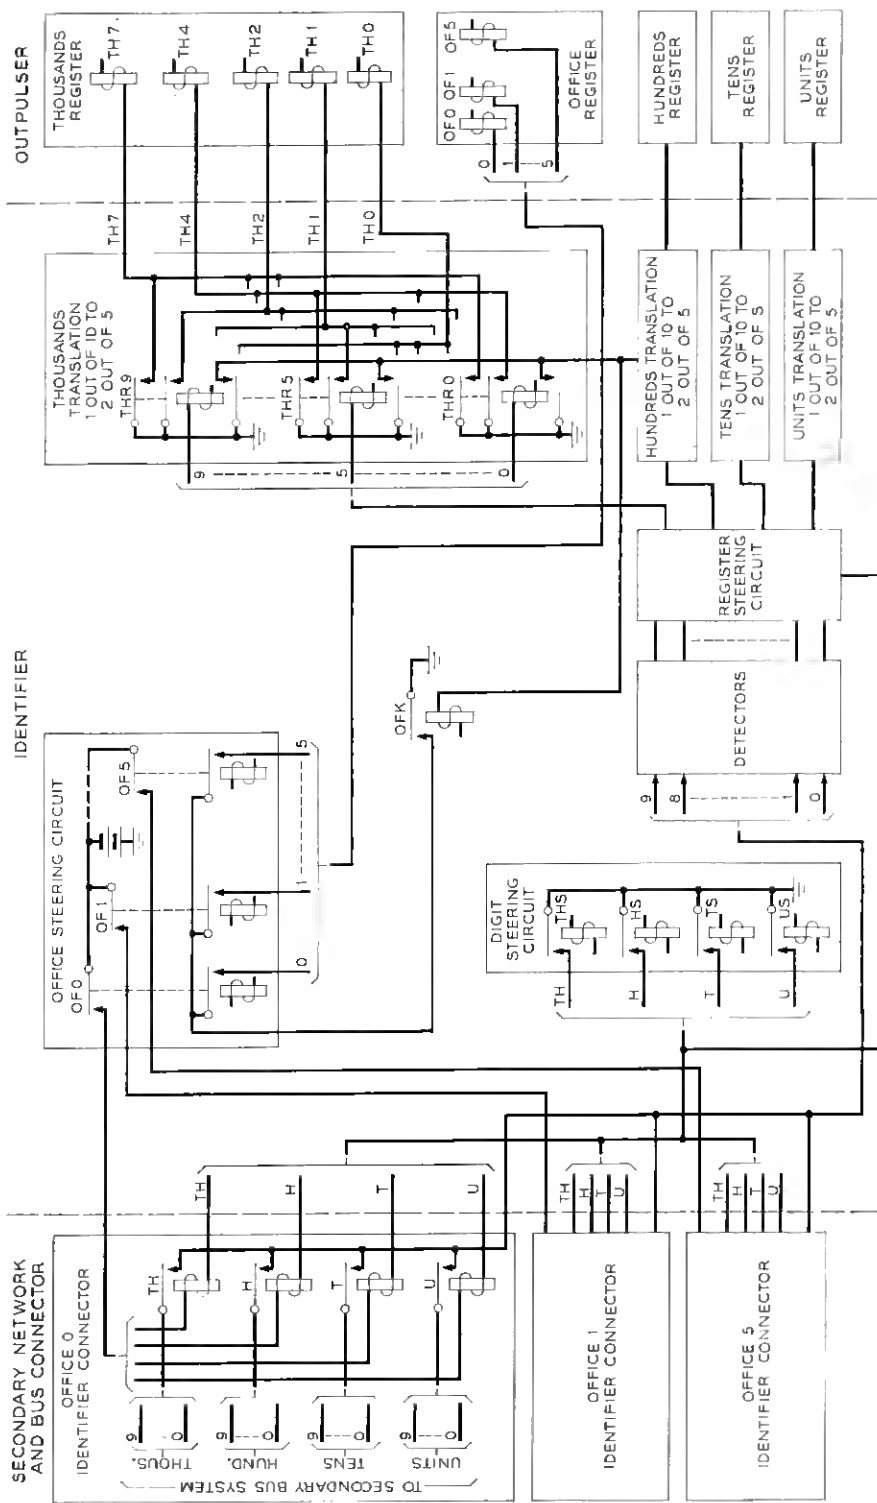 SECONDARY NETWORK
AND BUS CONNECTOR
IDENTIFIER
OUTPULSER
OFFICE 0
IDENTIFIER CONNECTOR
THOUS.
9
0
HUND.
9
0
TENS
9
0
UNITS
9
0
TO SECONDARY BUS SYSTEM
TH
H
T
U
TH
H
T
U
OFFICE 1
IDENTIFIER CONNECTOR
TH
H
T
U
OFFICE 5
IDENTIFIER CONNECTOR
TH
H
T
U
OFFICE STEERING CIRCUIT
OF0
OF1
OF5
0
1
5
DIGIT
STEERING
CIRCUIT
TH
H
T
U
THS
HS
TS
US
OFK
9
8
1
0
DETECTORS
REGISTER
STEERING
CIRCUIT
THOUSANDS
TRANSLATION
1 OUT OF 10 TO
2 OUT OF 5
THR9
THR5
THR0
9
5
0
TH7
TH4
TH2
TH1
TH0
HUNDREDS TRANSLATION
1 OUT OF 10 TO
2 OUT OF 5
TENS TRANSLATION
1 OUT OF 10 TO
2 OUT OF 5
UNITS TRANSLATION
1 OUT OF 10 TO
2 OUT OF 5
THOUSANDS
REGISTER
TH7.
TH4
TH2
TH1
TH0
OF0
OF1
OF5
0
1
5
OFFICE
REGISTER
HUNDREDS
REGISTER
TENS
REGISTER
UNITS
REGISTER